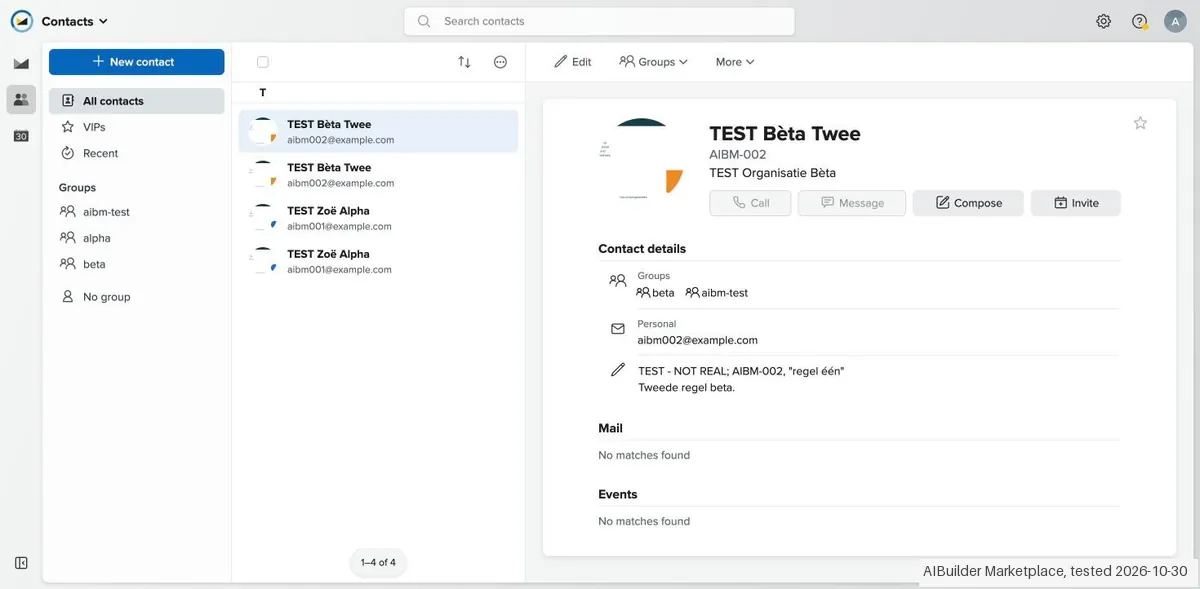 Contacts
Search contacts
A
30
New contact
All contacts
VIPs
Recent
Groups
aibm-test
alpha
beta
No group
T
TEST Bèta Twee
aibm002@example.com
TEST Bèta Twee
aibm002@example.com
TEST Zoë Alpha
aibm001@example.com
TEST Zoë Alpha
aibm001@example.com
1–4 of 4
Edit
Groups
More
TEST Bèta Twee
AIBM-002
TEST Organisatie Bèta
Call
Message
Compose
Invite
Contact details
Groups
beta aibm-test
Personal
aibm002@example.com
TEST - NOT REAL; AIBM-002, "regel één"
Tweede regel beta.
Mail
No matches found
Events
No matches found
AIBuilder Marketplace, tested 2026-10-30